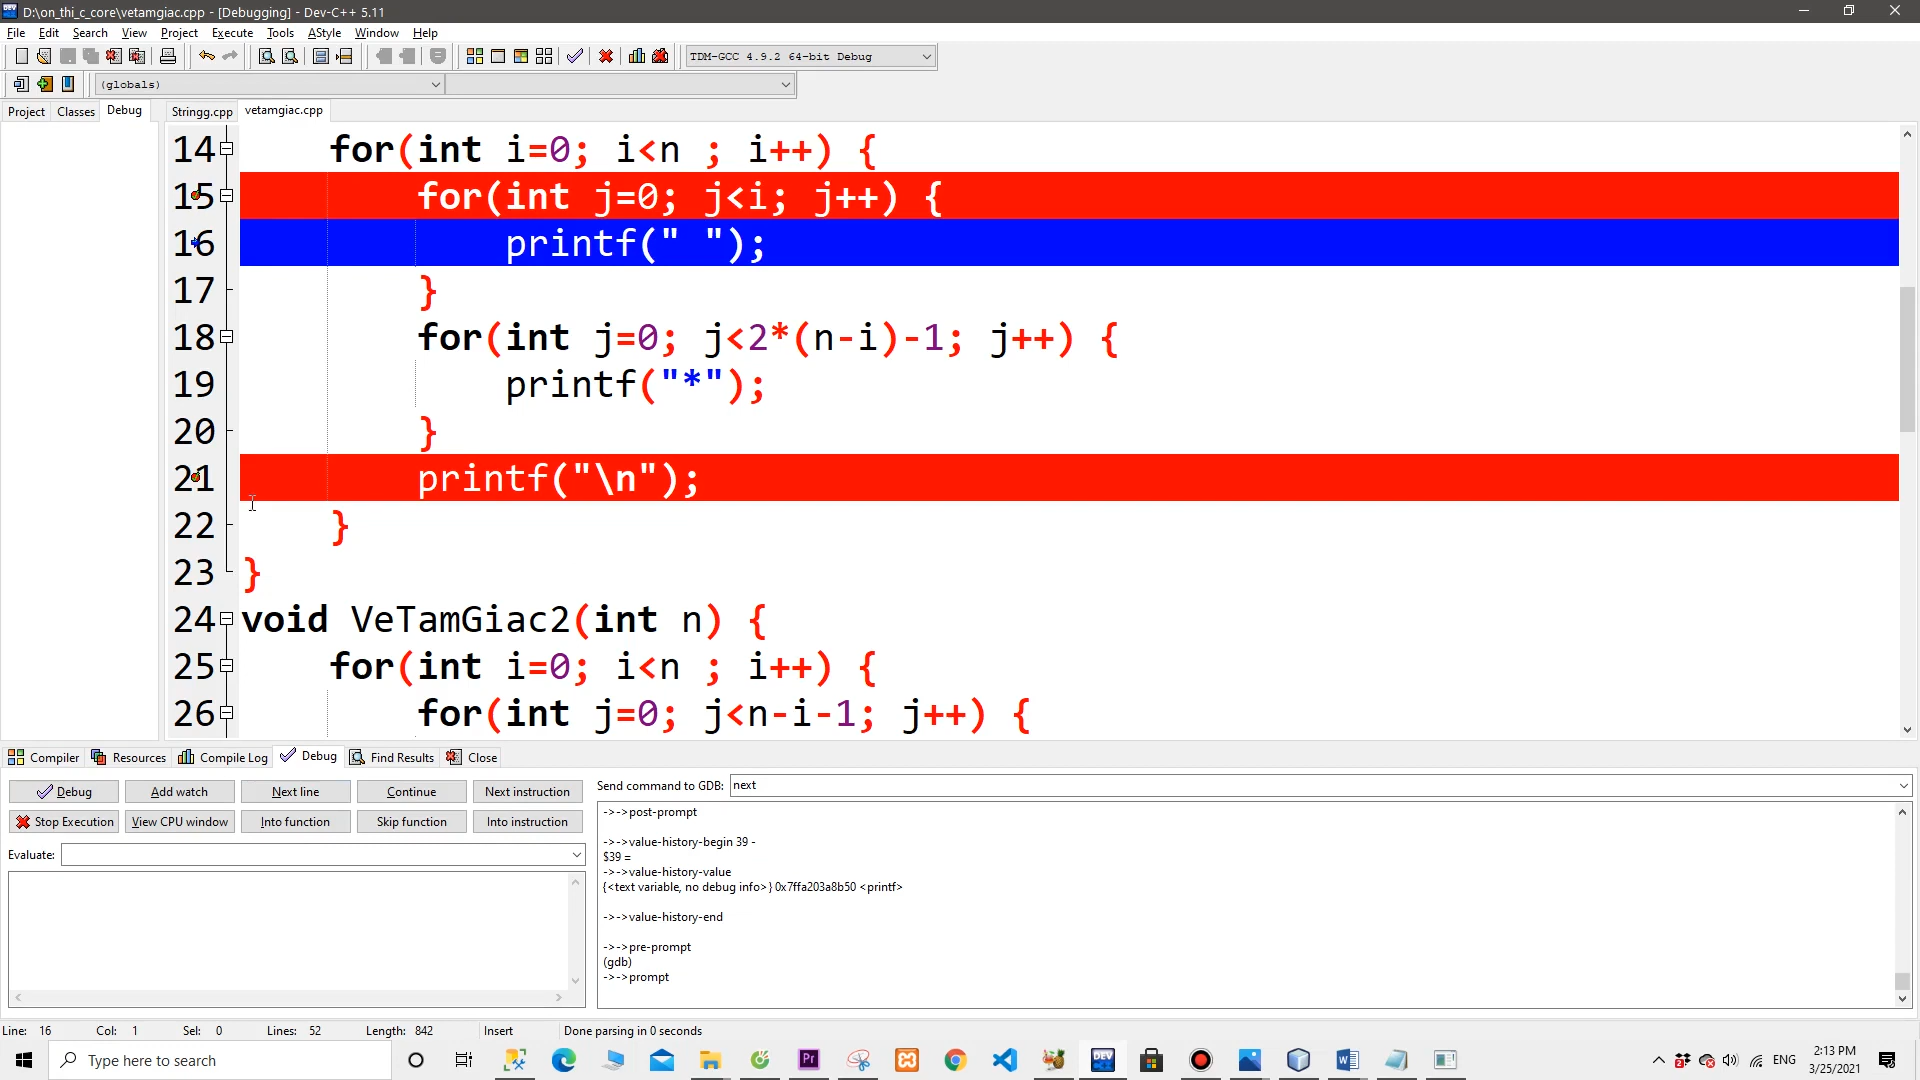 D:\on_thi_c_core\vetamgiac.cpp - [Debugging] - Dev-C++ 5.11
File Edit Search View Project Execute Tools AStyle Window Help
TDM-GCC 4.9.2 64-bit Debug
(globals)
Project Classes Debug Stringg.cpp vetamgiac.cpp
14 for(int i=0; i<n ; i++) {
15 for(int j=0; j<i; j++) {
16 printf(" ");
17 }
18 for(int j=0; j<2*(n-i)-1; j++) {
19 printf("*");
20 }
21 printf("\n");
22 }
23 }
24 void VeTamGiac2(int n) {
25 for(int i=0; i<n ; i++) {
26 for(int j=0; j<n-i-1; j++) {
Compiler Resources Compile Log Debug Find Results Close
Debug Add watch Next line Continue Next instruction
Stop Execution View CPU window Into function Skip function Into instruction
Evaluate:
Send command to GDB: next
->->post-prompt
->->value-history-begin 39 -
$39 =
->->value-history-value
{<text variable, no debug info>} 0x7ffa203a8b50 <printf>
->->value-history-end
->->pre-prompt
(gdb)
->->prompt
Line: 16 Col: 1 Sel: 0 Lines: 52 Length: 842 Insert Done parsing in 0 seconds
Type here to search
Pr
DEV
ENG
2:13 PM
3/25/2021